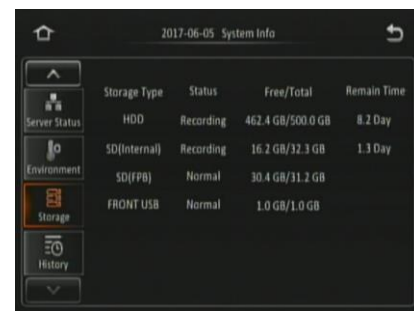 2017-06-05 System Info
Storage Type Status Free/Total Remain Time
Server Status
HDD Recording 462.4 GB/500.0 GB 8.2 Day
SD(Internal) Recording 16.2 GB/32.3 GB 1.3 Day
Environment
SD(FPB) Normal 30.4 GB/31.2 GB
Storage
FRONT USB Normal 1.0 GB/1.0 GB
History